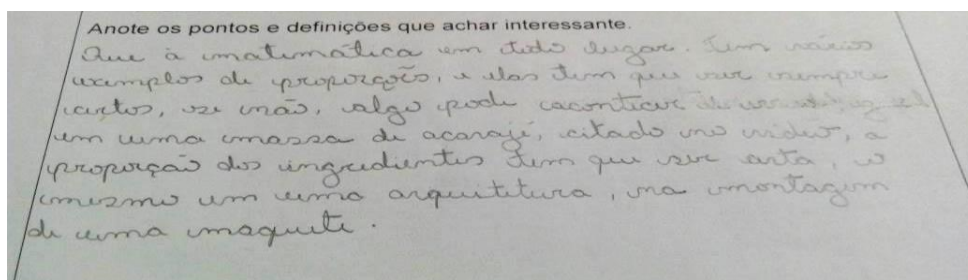 Anote os pontos e definições que achar interessante.
Que à matemática em todo lugar. Tem vários
exemplos de proporção, e elas tem que ser sempre
certos, se não, algo pode acontecer
em uma massa de acarajé, citado no video, a
proporção dos ingredientes tem que ser certa, o
mesmo em uma arquitetura, na montagem
de uma maquete.